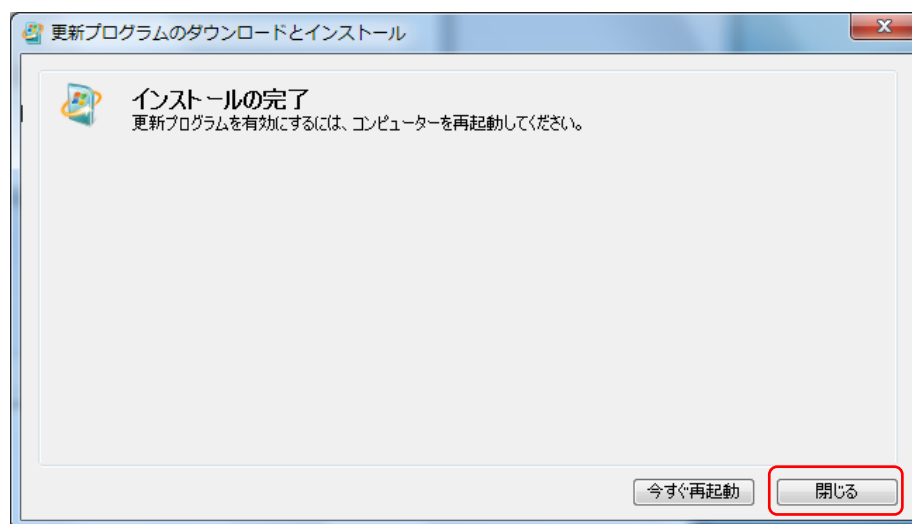 更新プログラムのダウンロードとインストール
インストールの完了
更新プログラムを有効にするには、コンピューターを再起動してください。
今すぐ再起動
閉じる